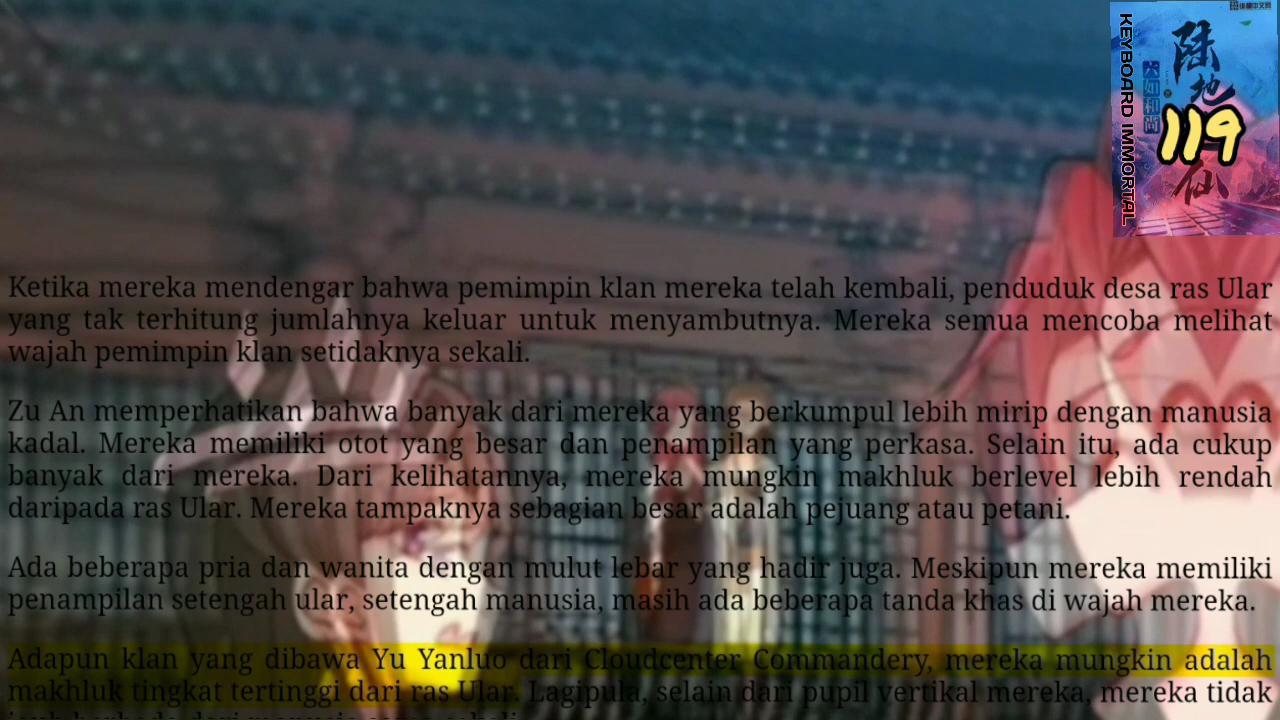 KEYBOARD IMMORTAL
陆地
119
仙
Ketika mereka mendengar bahwa pemimpin klan mereka telah kembali, penduduk desa ras Ular
yang tak terhitung jumlahnya keluar untuk menyambutnya. Mereka semua mencoba melihat
wajah pemimpin klan setidaknya sekali.
Zu An memperhatikan bahwa banyak dari mereka yang berkumpul lebih mirip dengan manusia
kadal. Mereka memiliki otot yang besar dan penampilan yang perkasa. Selain itu, ada cukup
banyak dari mereka. Dari kelihatannya, mereka mungkin makhluk berlevel lebih rendah
daripada ras Ular. Mereka tampaknya sebagian besar adalah pejuang atau petani.
Ada beberapa pria dan wanita dengan mulut lebar yang hadir juga. Meskipun mereka memiliki
penampilan setengah ular, setengah manusia, masih ada beberapa tanda khas di wajah mereka.
Adapun klan yang dibawa Yu Yanluo dari Cloudcenter Commandery, mereka mungkin adalah
makhluk tingkat tertinggi dari ras Ular. Lagipula, selain dari pupil vertikal mereka, mereka tidak